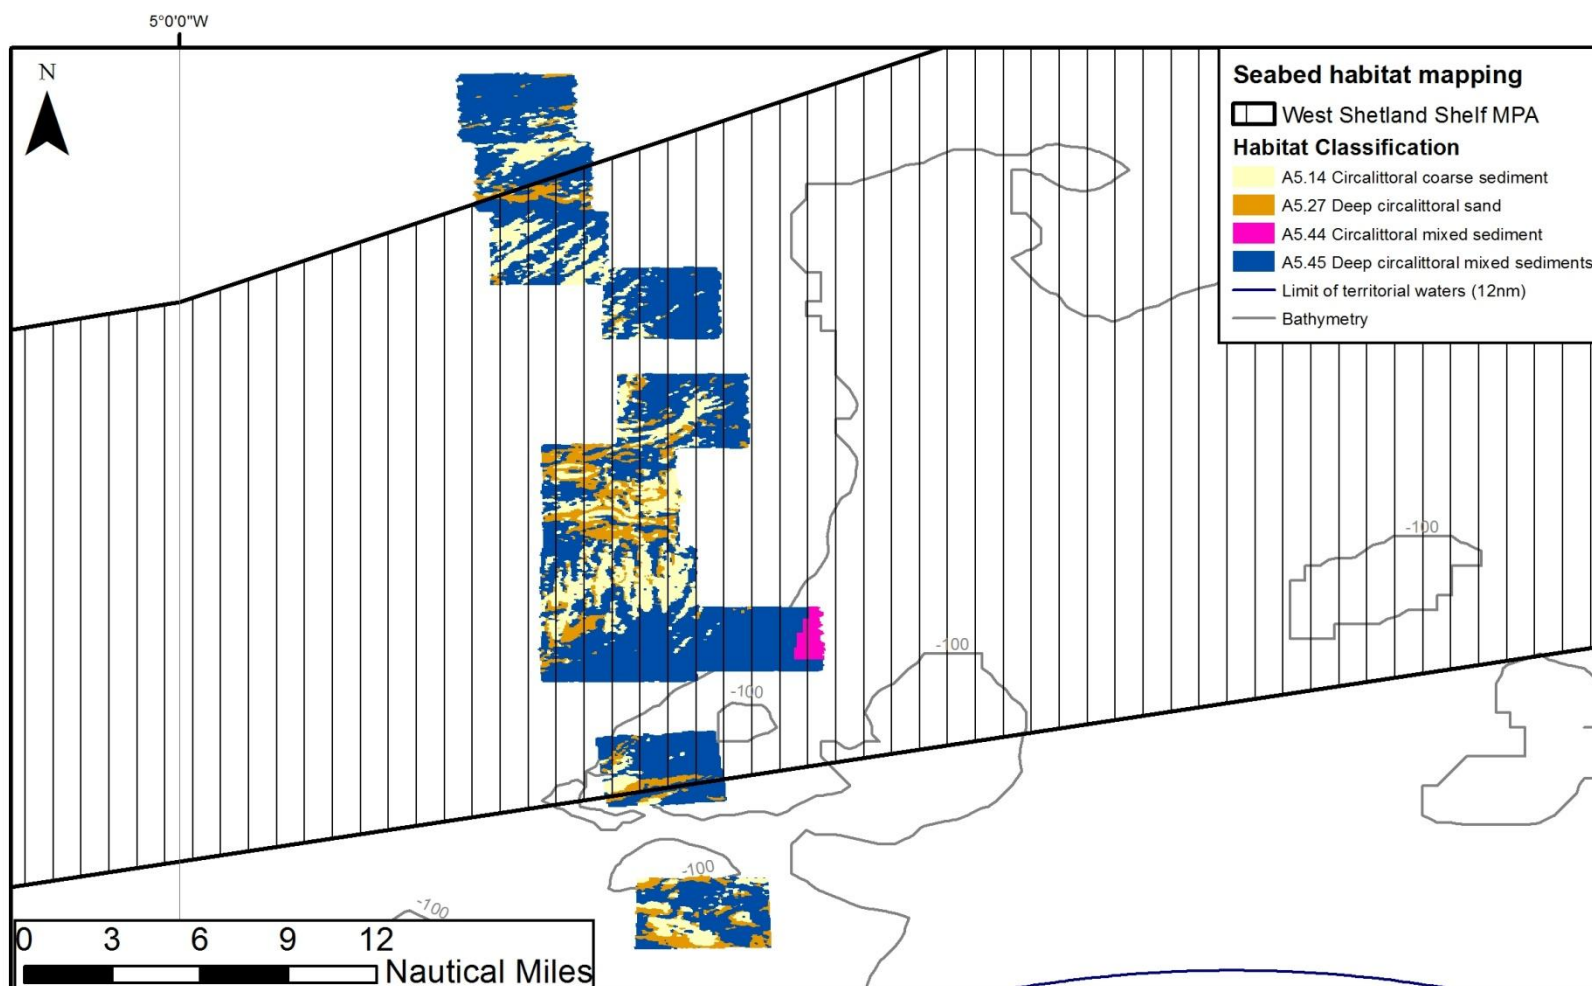 5°0'0"W
N
Seabed habitat mapping
West Shetland Shelf MPA
Habitat Classification
A5.14 Circalittoral coarse sediment
A5.27 Deep circalittoral sand
A5.44 Circalittoral mixed sediment
A5.45 Deep circalittoral mixed sediments
Limit of territorial waters (12nm)
Bathymetry
-100
-100
-100
-100
-100
0 3 6 9 12
Nautical Miles